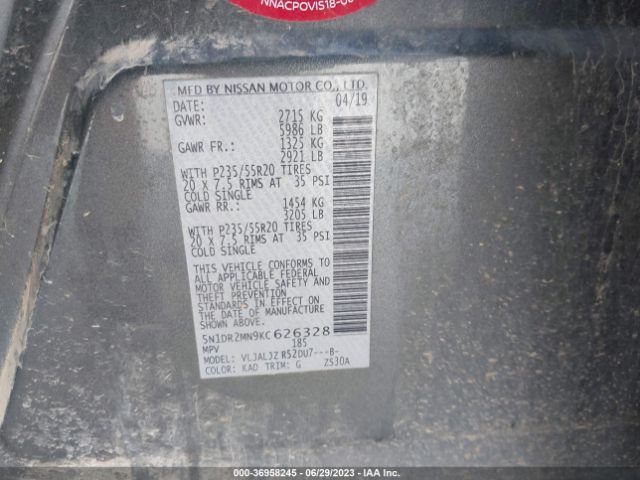 NNACPOVIS18-08
MFD BY NISSAN MOTOR CO., LTD.
DATE: 04/19
GVWR: 2715 KG
5986 LB
GAWR FR.: 1325 KG
2921 LB
WITH P235/55R20 TIRES
20 X 7.5 RIMS AT 35 PSI
COLD SINGLE
GAWR RR.: 1454 KG
3205 LB
WITH P235/55R20 TIRES
20 X 7.5 RIMS AT 35 PSI
COLD SINGLE
THIS VEHICLE CONFORMS TO
ALL APPLICABLE FEDERAL
MOTOR VEHICLE SAFETY AND
THEFT PREVENTION
STANDARDS IN EFFECT ON
THE DATE OF MANUFACTURE
SHOWN ABOVE.
5N1DR2MN9KC626328
MPV 185
MODEL: VLJALJZ R52DU7---B-
COLOR: KAD TRIM: G ZS30A
000-36958245 - 06/29/2023 - IAA Inc.